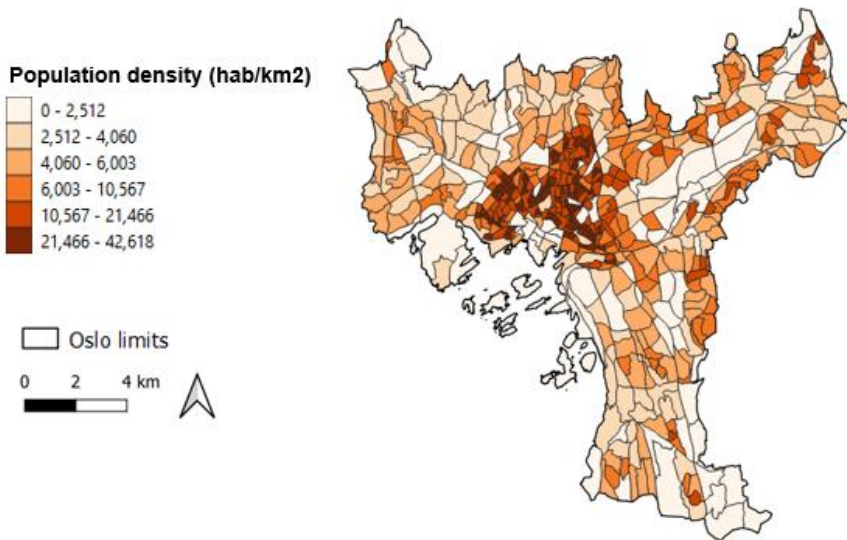 Population density (hab/km2)
0 - 2,512
2,512 - 4,060
4,060 - 6,003
6,003 - 10,567
10,567 - 21,466
21,466 - 42,618
Oslo limits
0 2 4 km